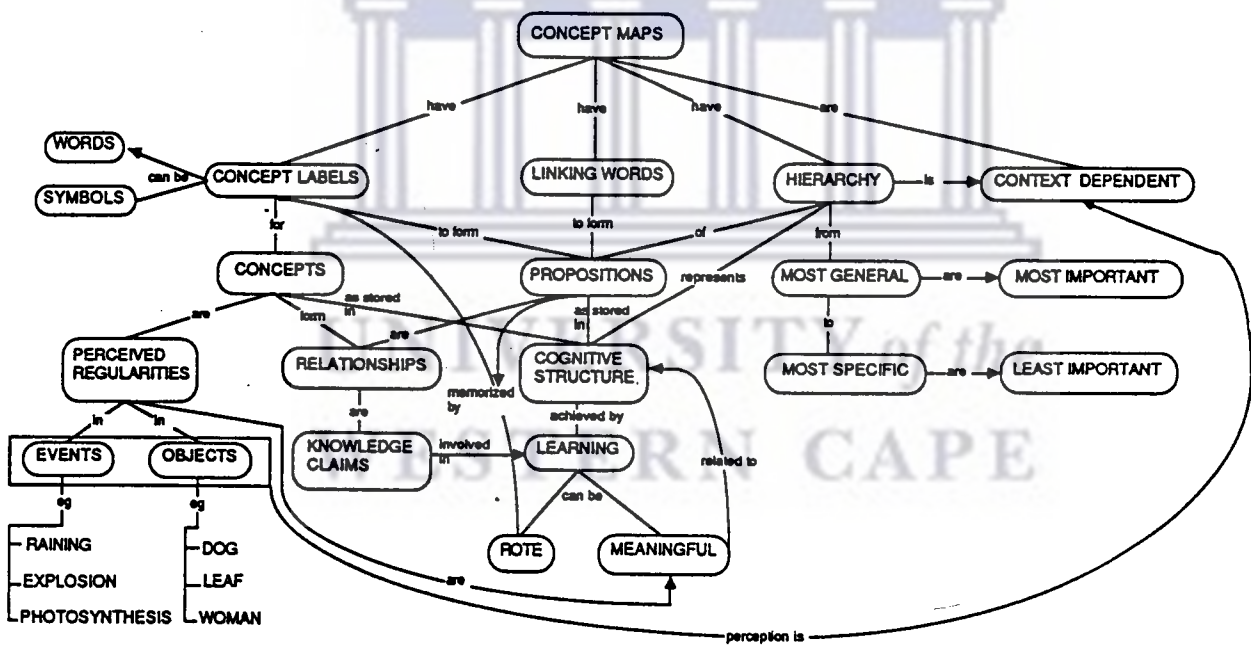 CONCEPT MAPS
have
have
have
are
WORDS
can be
SYMBOLS
CONCEPT LABELS
LINKING WORDS
HIERARCHY
is
CONTEXT DEPENDENT
for
to form
to form
of
from
CONCEPTS
PROPOSITIONS
represents
MOST GENERAL
are
MOST IMPORTANT
are
form
as stored
in
are
as stored
in
to
UNIVERSITY of the
PERCEIVED
REGULARITIES
RELATIONSHIPS
COGNITIVE
STRUCTURE.
MOST SPECIFIC
are
LEAST IMPORTANT
memorized
by
in
in
are
achieved by
EVENTS
OBJECTS
KNOWLEDGE
CLAIMS
involved
in
LEARNING
related to
WESTERN CAPE
eg
eg
can be
RAINING
EXPLOSION
PHOTOSYNTHESIS
DOG
LEAF
WOMAN
ROTE
MEANINGFUL
are
perception is